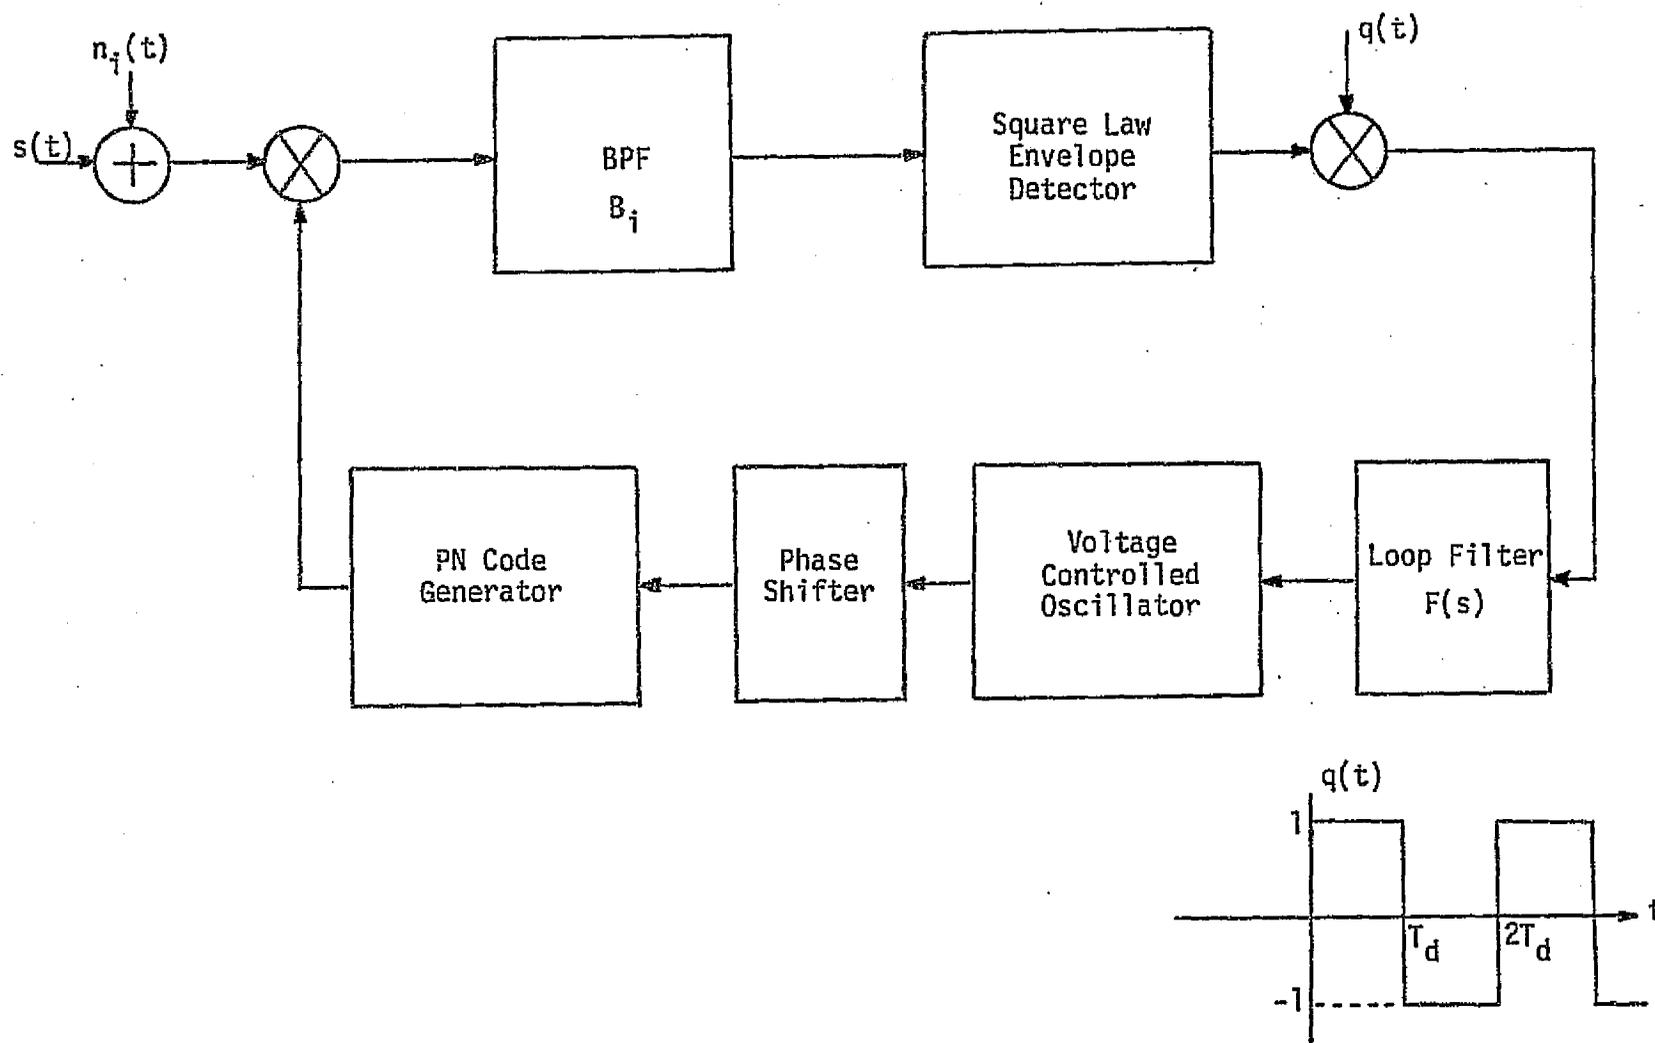 n_i(t)
s(t)
BPF
B_i
Square Law
Envelope
Detector
q(t)
PN Code
Generator
Phase
Shifter
Voltage
Controlled
Oscillator
Loop Filter
F(s)
q(t)
1
T_d
2T_d
t
-1